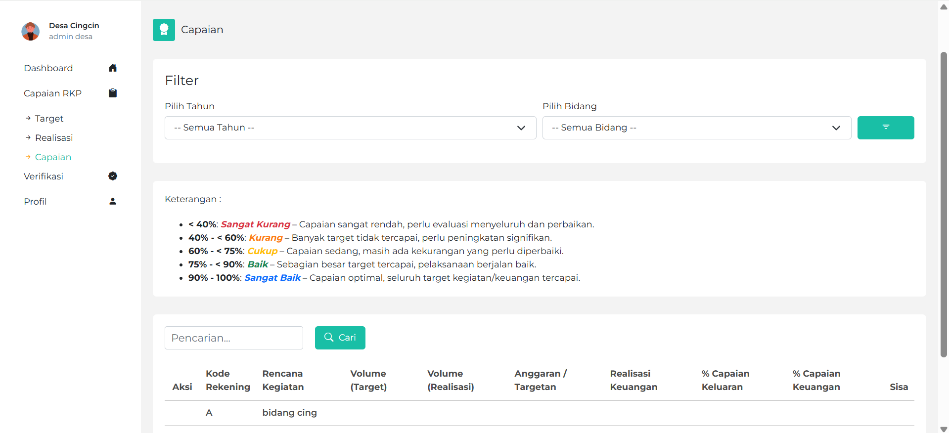 Desa Cingcin
admin desa
Dashboard
Capaian RKP
Target
Realisasi
Capaian
Verifikasi
Profil
Capaian
Filter
Pilih Tahun
-- Semua Tahun --
Pilih Bidang
-- Semua Bidang --
Keterangan :
< 40%: Sangat Kurang – Capaian sangat rendah, perlu evaluasi menyeluruh dan perbaikan.
40% - < 60%: Kurang – Banyak target tidak tercapai, perlu peningkatan signifikan.
60% - < 75%: Cukup – Capaian sedang, masih ada kekurangan yang perlu diperbaiki.
75% - < 90%: Baik – Sebagian besar target tercapai, pelaksanaan berjalan baik.
90% - 100%: Sangat Baik – Capaian optimal, seluruh target kegiatan/keuangan tercapai.
Pencarian...
Cari
Aksi
Kode
Rekening
Rencana
Kegiatan
Volume
(Target)
Volume
(Realisasi)
Anggaran /
Targetan
Realisasi
Keuangan
% Capaian
Keluaran
% Capaian
Keuangan
Sisa
A bidang cing